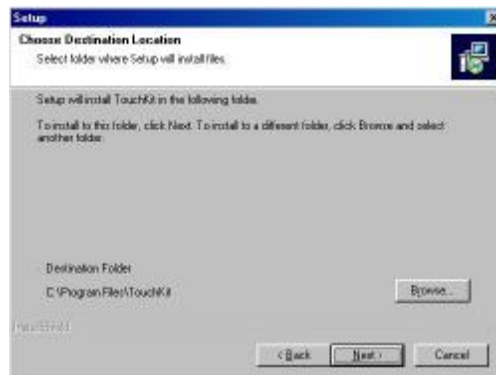 Setup
Choose Destination Location
Select folder where Setup will install files.
Setup will install TouchKit in the following folder.
To install to this folder, click Next. To install to a different folder, click Browse and select
another folder.
Destination Folder
C:\Program Files\TouchKit
Browse...
InstallShield
< Back
Next >
Cancel